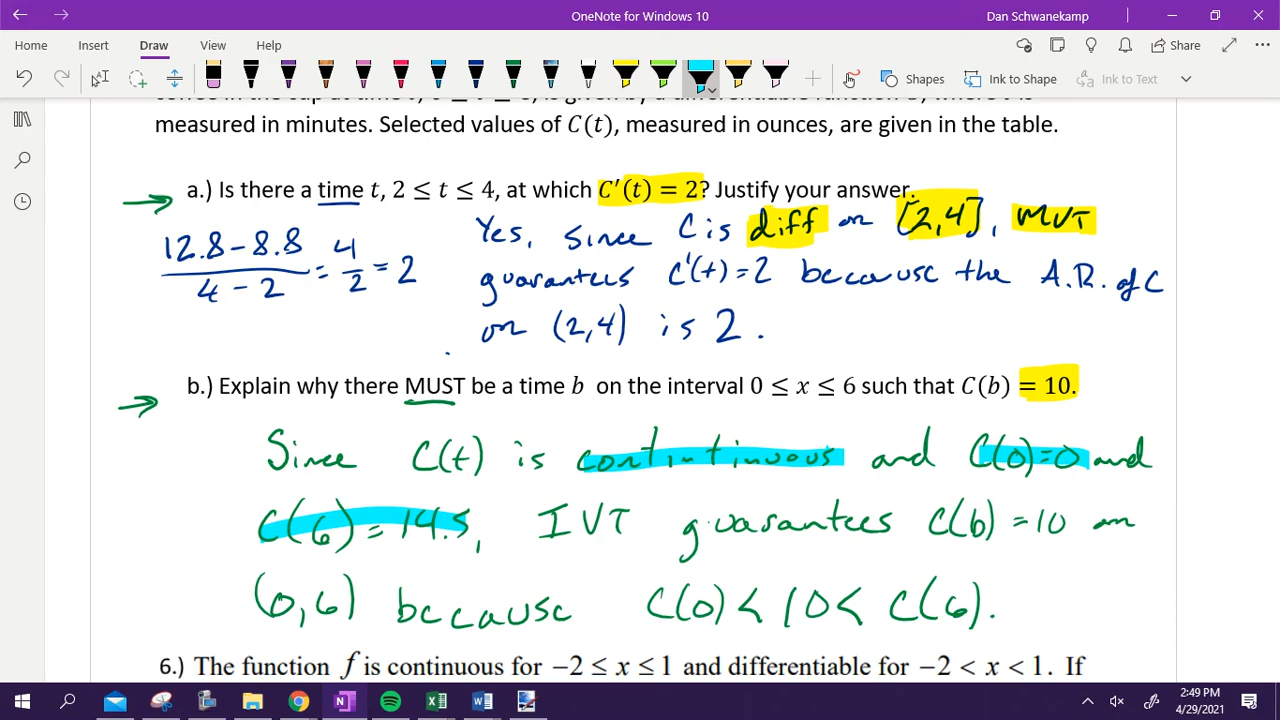 OneNote for Windows 10
Dan Schwanekamp
Home Insert Draw View Help
Share
Shapes Ink to Shape Ink to Text
measured in minutes. Selected values of C(t), measured in ounces, are given in the table.
a.) Is there a time t, 2 ≤ t ≤ 4, at which C′(t) = 2? Justify your answer.
Yes, since C is diff on [2,4], MVT
12.8-8.8 / 4-2 = 4/2 = 2
guarantees C'(t)=2 because the A.R. of C
on (2,4) is 2.
b.) Explain why there MUST be a time b on the interval 0 ≤ x ≤ 6 such that C(b) = 10.
Since C(t) is contintinuous and C(0)=0 and
C(6)=14.5, IVT guarantees C(b)=10 on
(0,6) because C(0)<10< C(6).
6.) The function f is continuous for −2 ≤ x ≤ 1 and differentiable for −2 < x < 1. If
2:49 PM
4/29/2021